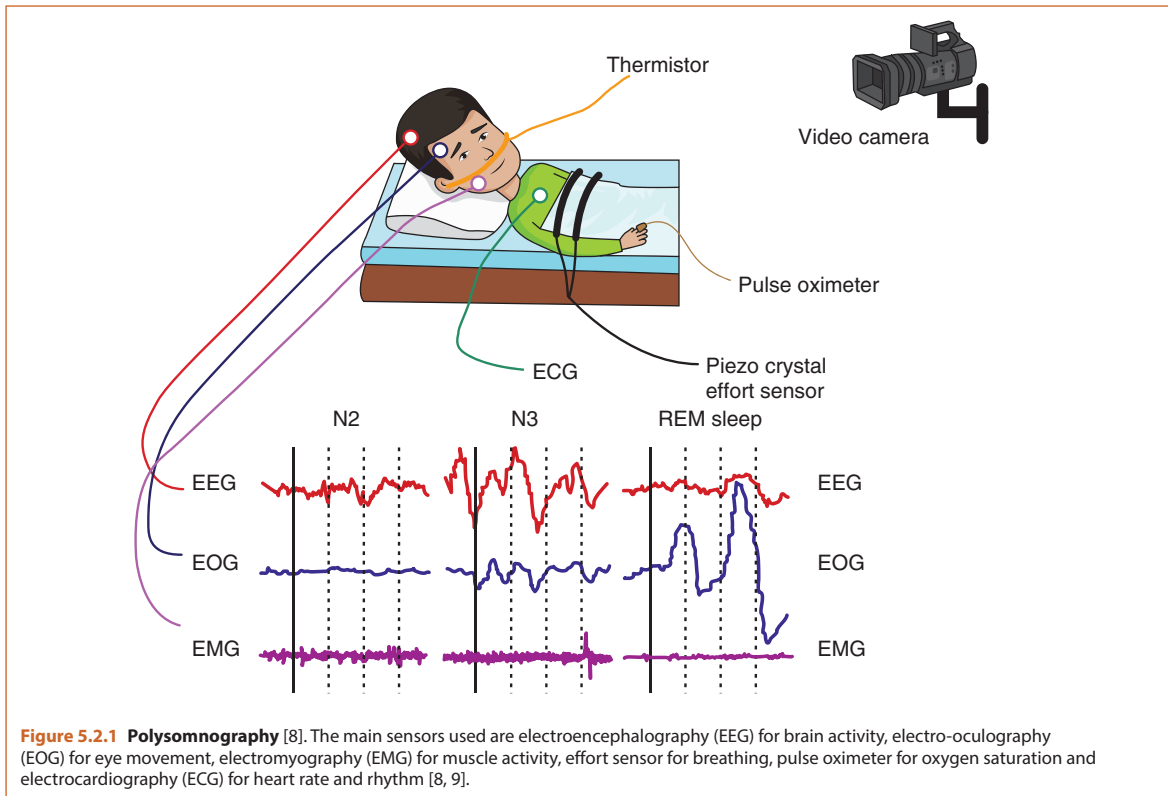 Thermistor
Video camera
Pulse oximeter
Piezo crystal
effort sensor
ECG
N2 N3 REM sleep
EEG EEG
EOG EOG
EMG EMG
Figure 5.2.1 Polysomnography [8]. The main sensors used are electroencephalography (EEG) for brain activity, electro-oculography
(EOG) for eye movement, electromyography (EMG) for muscle activity, effort sensor for breathing, pulse oximeter for oxygen saturation and
electrocardiography (ECG) for heart rate and rhythm [8, 9].